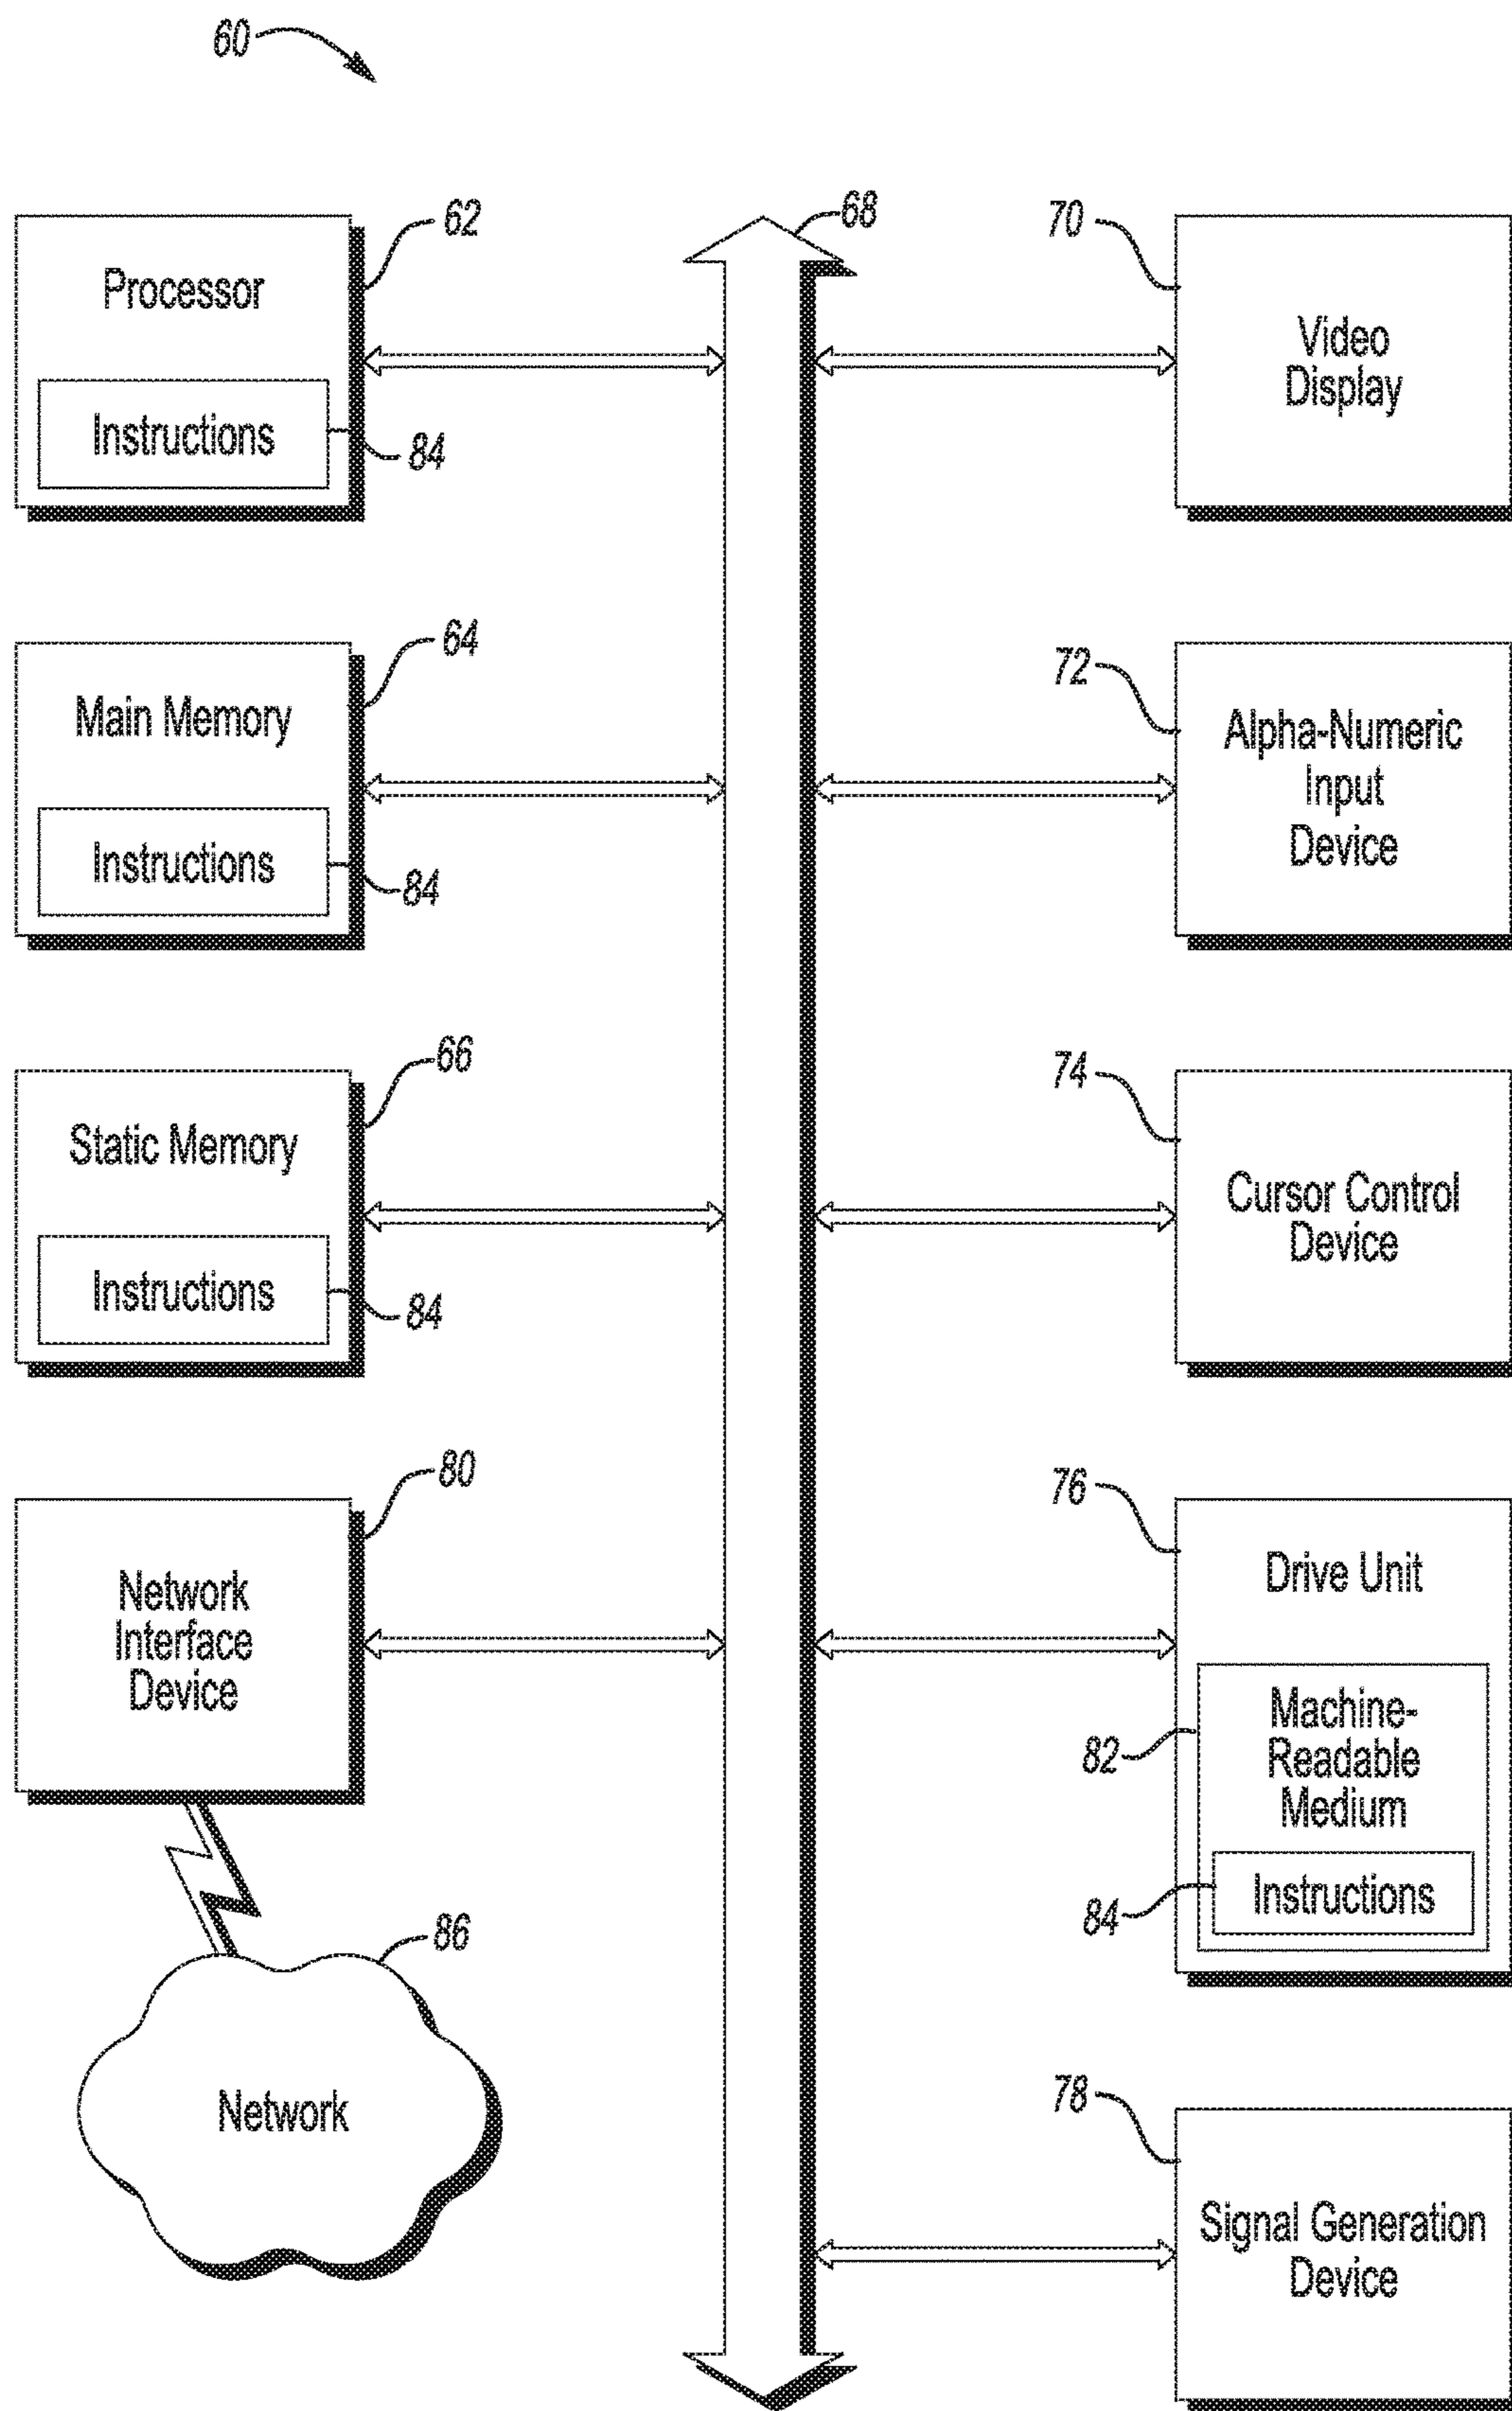 60
62
Processor
Instructions
84
68
70
Video
Display
64
Main Memory
Instructions
84
72
Alpha-Numeric
Input
Device
66
Static Memory
Instructions
84
74
Cursor Control
Device
80
Network
Interface
Device
76
Drive Unit
82
Machine-
Readable
Medium
84
Instructions
86
Network
78
Signal Generation
Device